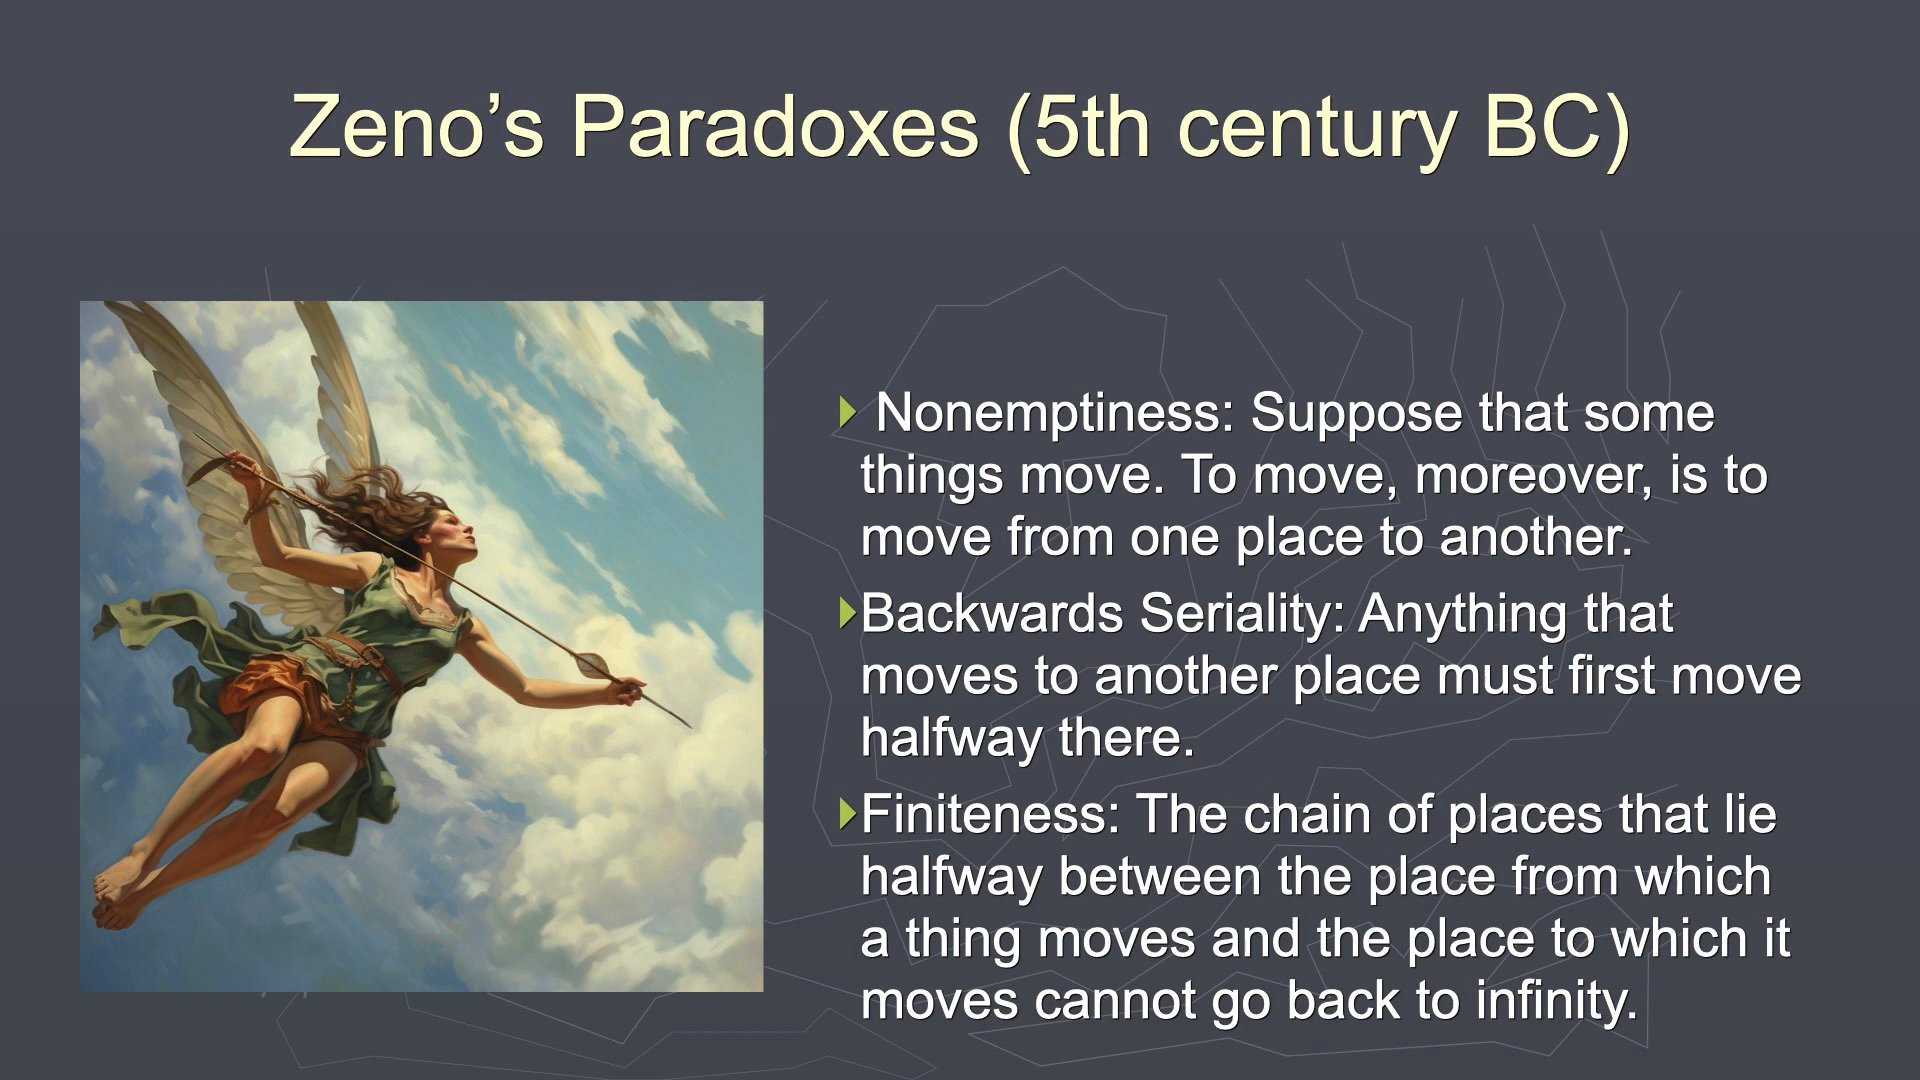 Zeno’s Paradoxes (5th century BC)
Nonemptiness: Suppose that some
things move. To move, moreover, is to
move from one place to another.
Backwards Seriality: Anything that
moves to another place must first move
halfway there.
Finiteness: The chain of places that lie
halfway between the place from which
a thing moves and the place to which it
moves cannot go back to infinity.